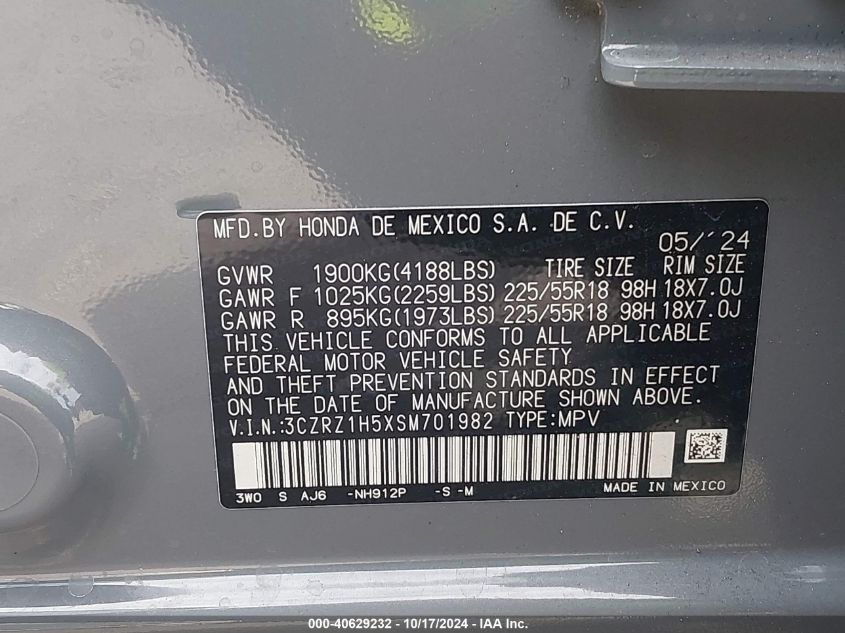 MFD.BY HONDA DE MEXICO S.A. DE C.V.
05/'24
GVWR 1900KG(4188LBS) TIRE SIZE RIM SIZE
GAWR F 1025KG(2259LBS) 225/55R18 98H 18X7.0J
GAWR R 895KG(1973LBS) 225/55R18 98H 18X7.0J
THIS VEHICLE CONFORMS TO ALL APPLICABLE
FEDERAL MOTOR VEHICLE SAFETY
AND THEFT PREVENTION STANDARDS IN EFFECT
ON THE DATE OF MANUFACTURE SHOWN ABOVE.
V.I.N.:3CZRZ1H5XSM701982 TYPE:MPV
3W0 S AJ6 -NH912P -S -M MADE IN MEXICO
000-40629232 - 10/17/2024 - IAA Inc.